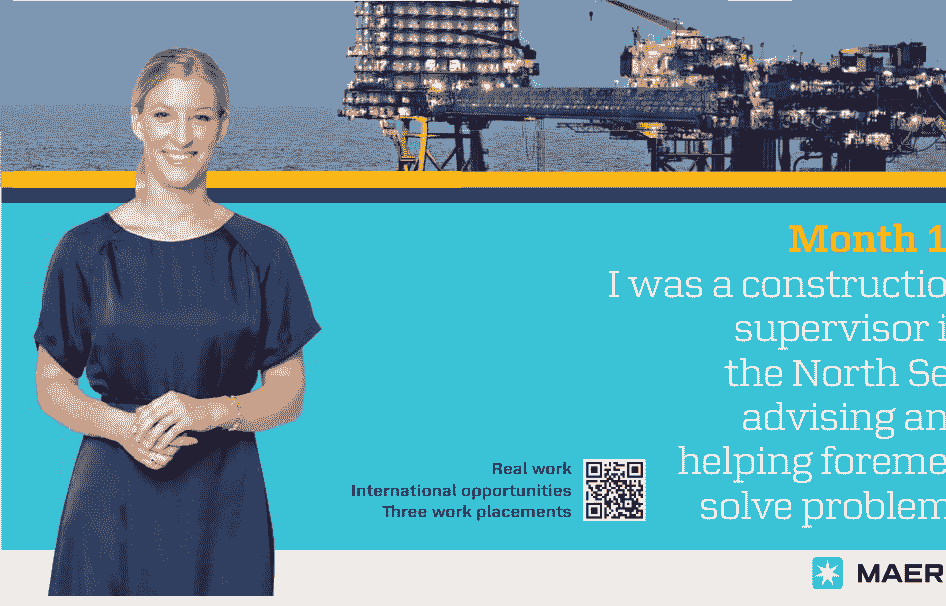 Month 1
I was a constructio
supervisor i
the North Se
advising an
helping foreme
solve problem
Real work
International opportunities
Three work placements
MAER